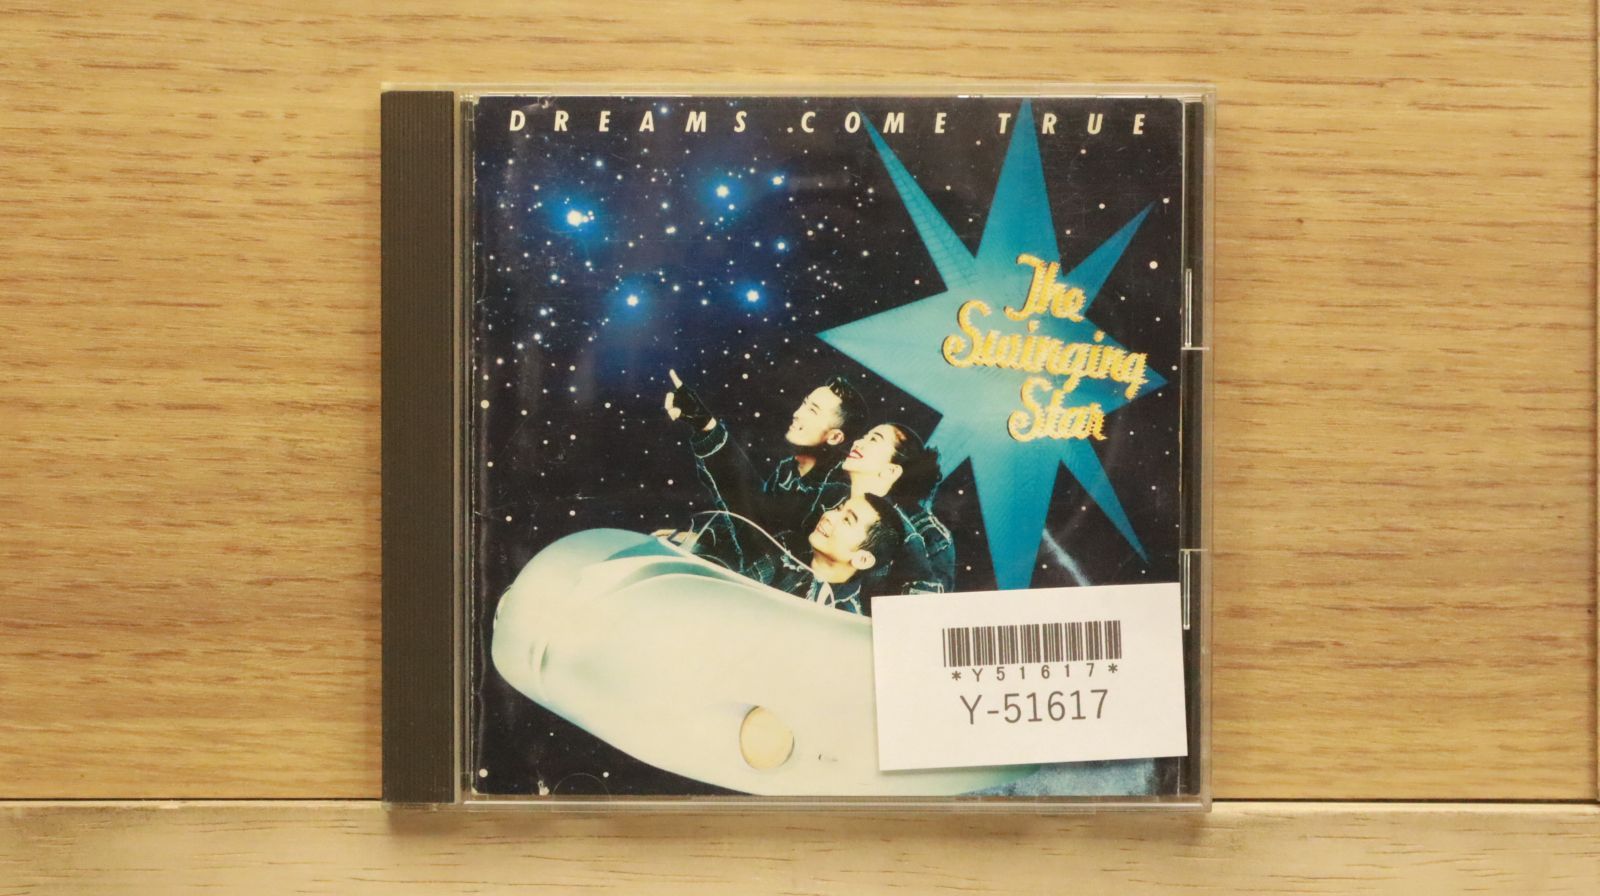 DREAMS COME TRUE
The
Swinging
Star
*Y51617*
Y-51617